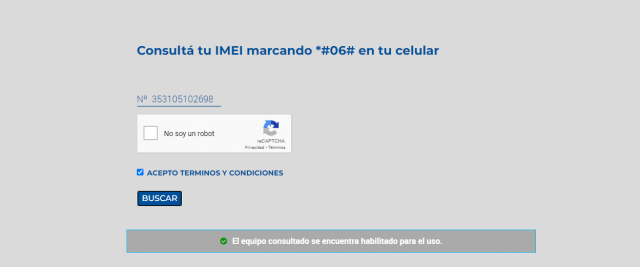 Consultá tu IMEI marcando *#06# en tu celular
Nº 353105102698
No soy un robot
reCAPTCHA
Privacidad - Términos
ACEPTO TERMINOS Y CONDICIONES
BUSCAR
El equipo consultado se encuentra habilitado para el uso.